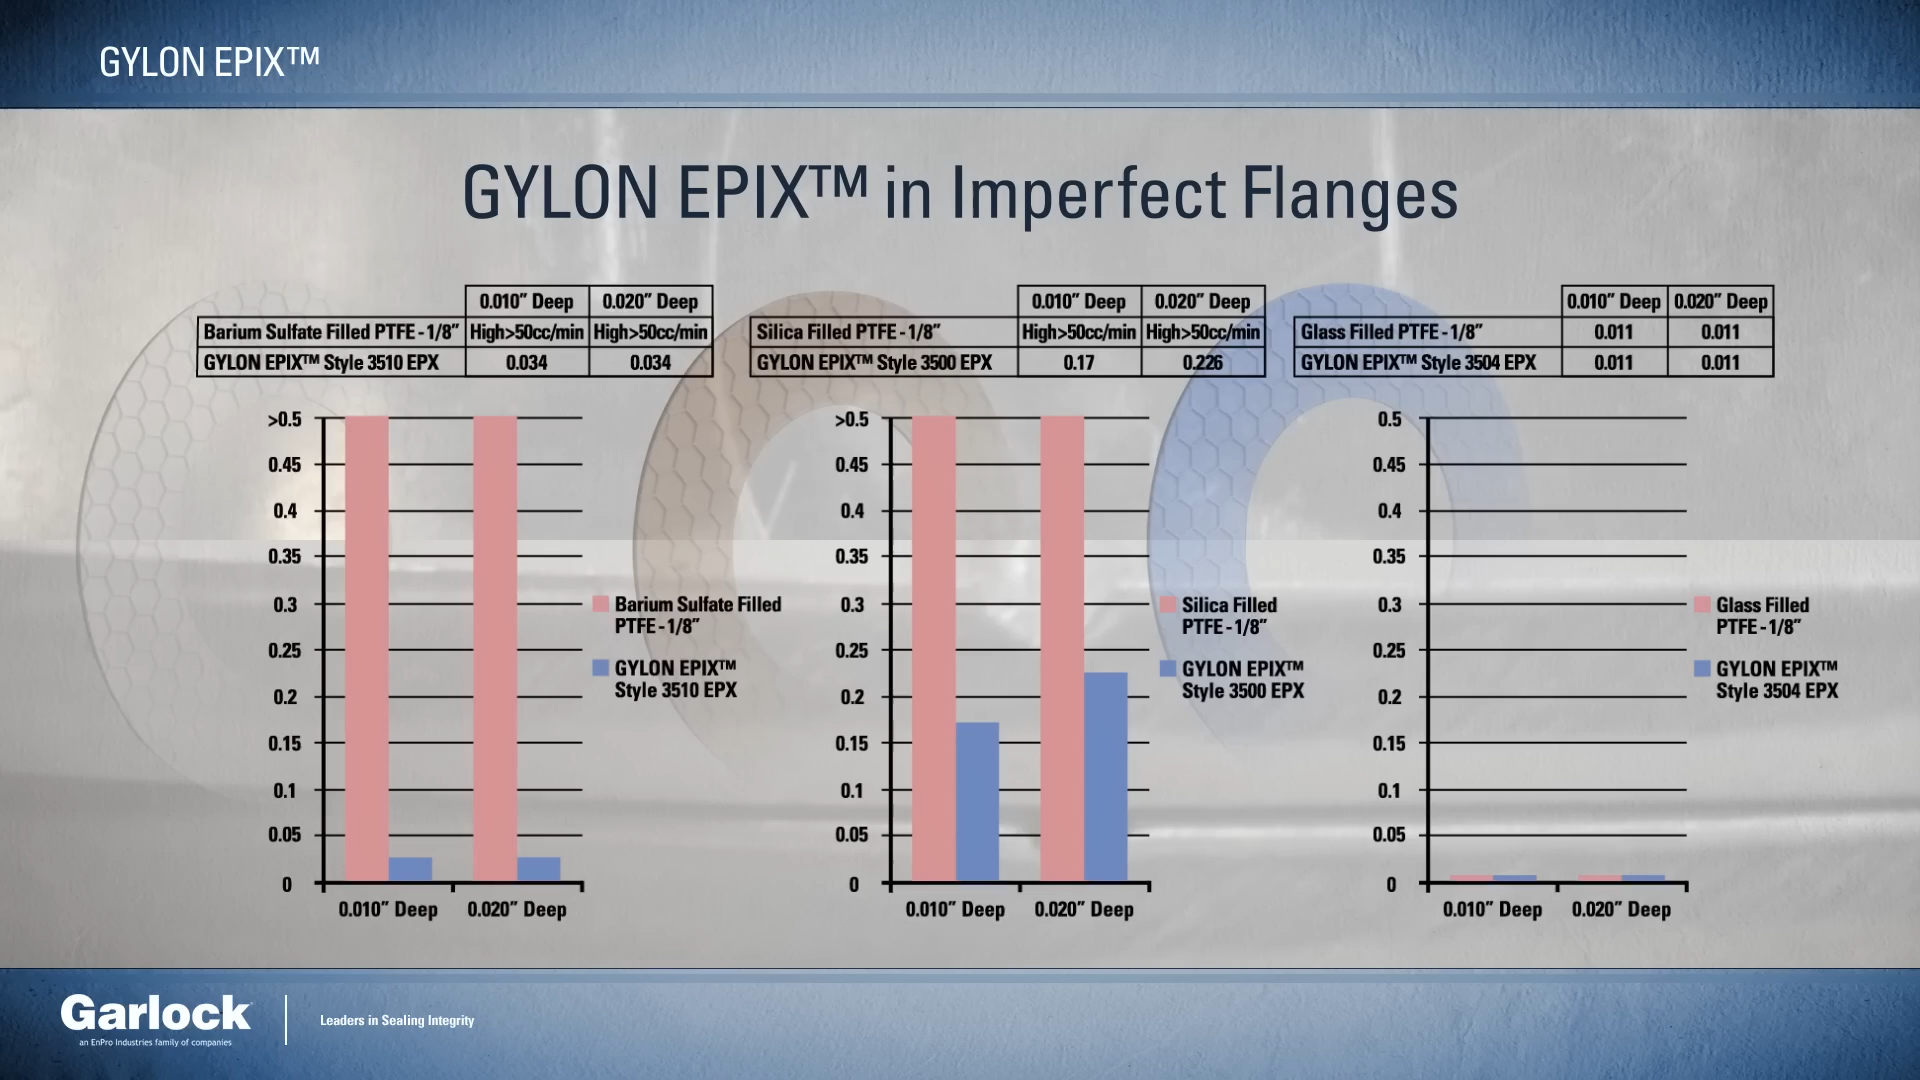 GYLON EPIX™
GYLON EPIX™ in Imperfect Flanges
0.010" Deep 0.020" Deep
Barium Sulfate Filled PTFE - 1/8" High>50cc/min High>50cc/min
GYLON EPIX™ Style 3510 EPX 0.034 0.034
0.010" Deep 0.020" Deep
Silica Filled PTFE - 1/8" High>50cc/min High>50cc/min
GYLON EPIX™ Style 3500 EPX 0.17 0.226
0.010" Deep 0.020" Deep
Glass Filled PTFE - 1/8" 0.011 0.011
GYLON EPIX™ Style 3504 EPX 0.011 0.011
>0.5
0.45
0.4
0.35
0.3
0.25
0.2
0.15
0.1
0.05
0
0.010" Deep 0.020" Deep
Barium Sulfate Filled
PTFE - 1/8"
GYLON EPIX™
Style 3510 EPX
>0.5
0.45
0.4
0.35
0.3
0.25
0.2
0.15
0.1
0.05
0
0.010" Deep 0.020" Deep
Silica Filled
PTFE - 1/8"
GYLON EPIX™
Style 3500 EPX
0.5
0.45
0.4
0.35
0.3
0.25
0.2
0.15
0.1
0.05
0
0.010" Deep 0.020" Deep
Glass Filled
PTFE - 1/8"
GYLON EPIX™
Style 3504 EPX
Garlock
an EnPro Industries family of companies
Leaders in Sealing Integrity